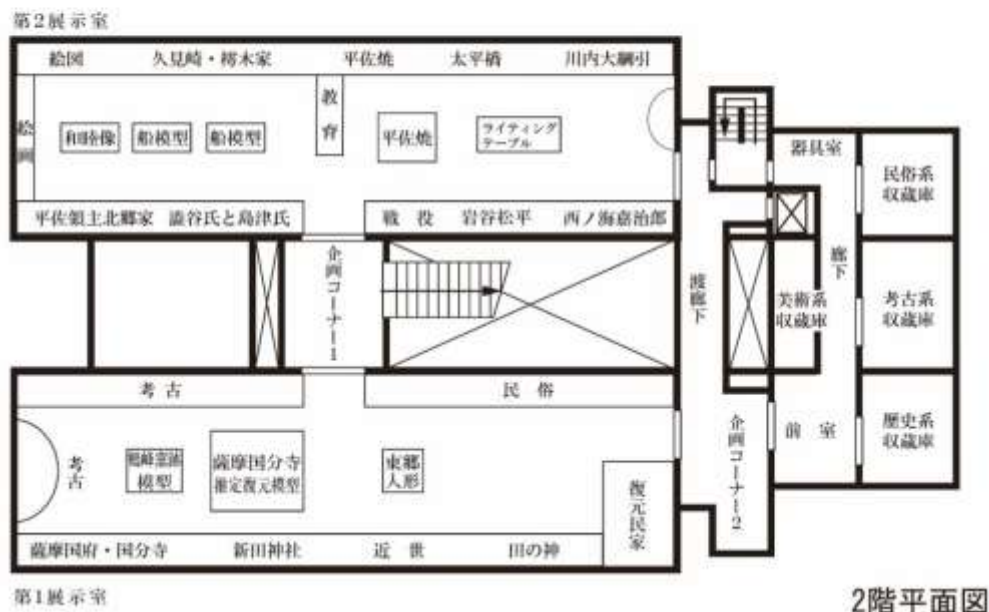 第2展示室
絵図 久見崎・樗木家 平佐焼 太平橋 川内大綱引
絵画
和睦像
船模型
船模型
教育
平佐焼
ライティング
テーブル
平佐領主北郷家 澁谷氏と島津氏
戦役 岩谷松平 西ノ海嘉治郎
器具室
民俗系
収蔵庫
企画コーナー1
渡廊下
美術系
収蔵庫
廊下
考古系
収蔵庫
考古
民俗
考古
模型
薩摩国分寺
推定復元模型
東郷
人形
復元民家
企画コーナー2
前室
歴史系
収蔵庫
薩摩国府・国分寺 新田神社 近世 田の神
第1展示室
2階平面図